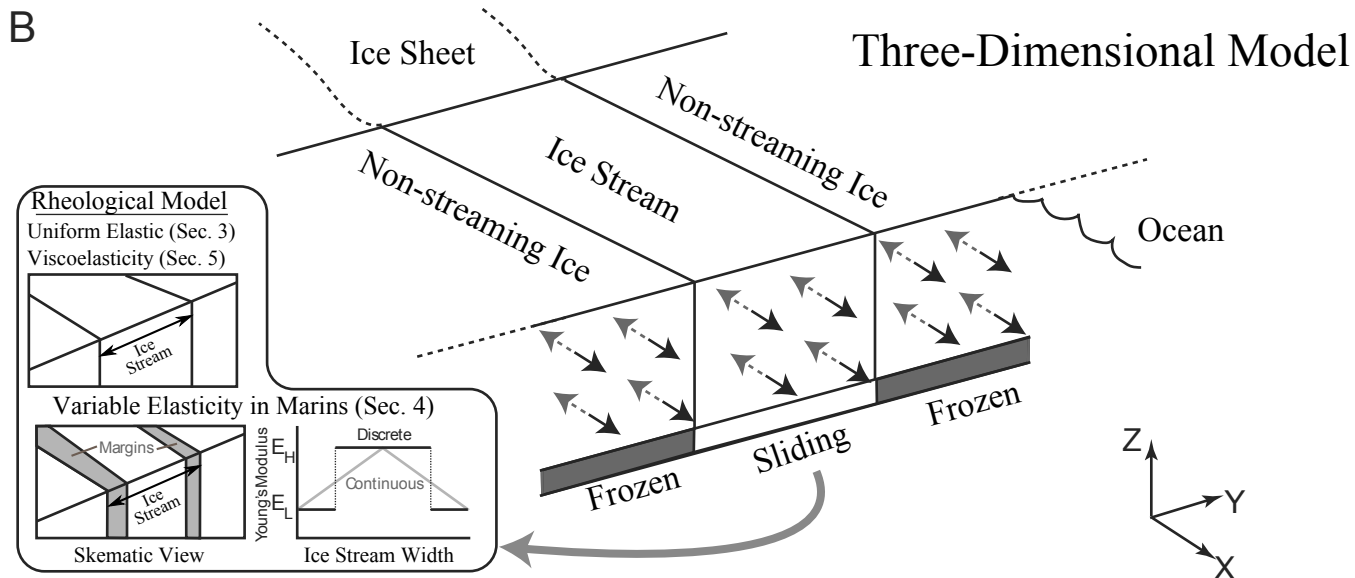 B
Three-Dimensional Model
Ice Sheet
Non-streaming Ice
Ice Stream
Non-streaming Ice
Ocean
Rheological Model
Uniform Elastic (Sec. 3)
Viscoelasticity (Sec. 5)
Ice
Stream
Variable Elasticity in Marins (Sec. 4)
Margins
Ice
Stream
Skematic View
Young's Modulus
E_H
E_L
Discrete
Continuous
Ice Stream Width
Frozen
Sliding
Frozen
Z
Y
X